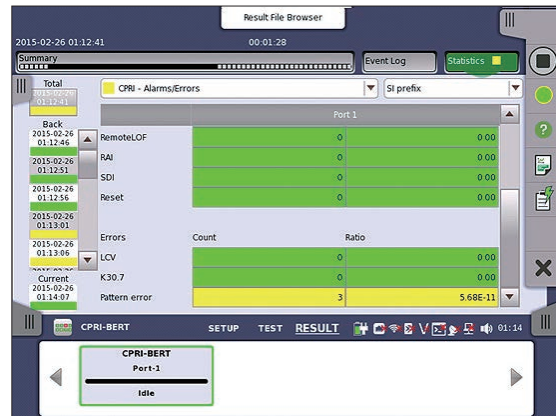 Result File Browser
2015-02-26 01:12:41
00:01:28
Summary
Event Log
Statistics
Total
01:12:41
CPRI - Alarms/Errors
SI prefix
Port 1
Back
2015-02-26
01:12:46
2015-02-26
01:12:51
2015-02-26
01:12:56
2015-02-26
01:13:01
2015-02-26
01:13:06
Current
2015-02-26
01:14:07
RemoteLOF 0 0.00
RAI 0 0.00
SDI 0 0.00
Reset 0 0.00
Errors Count Ratio
LCV 0 0.00
K30.7 0 0.00
Pattern error 3 5.68E-11
CPRI-BERT SETUP TEST RESULT 01:14
CPRI-BERT
Port-1
Idle